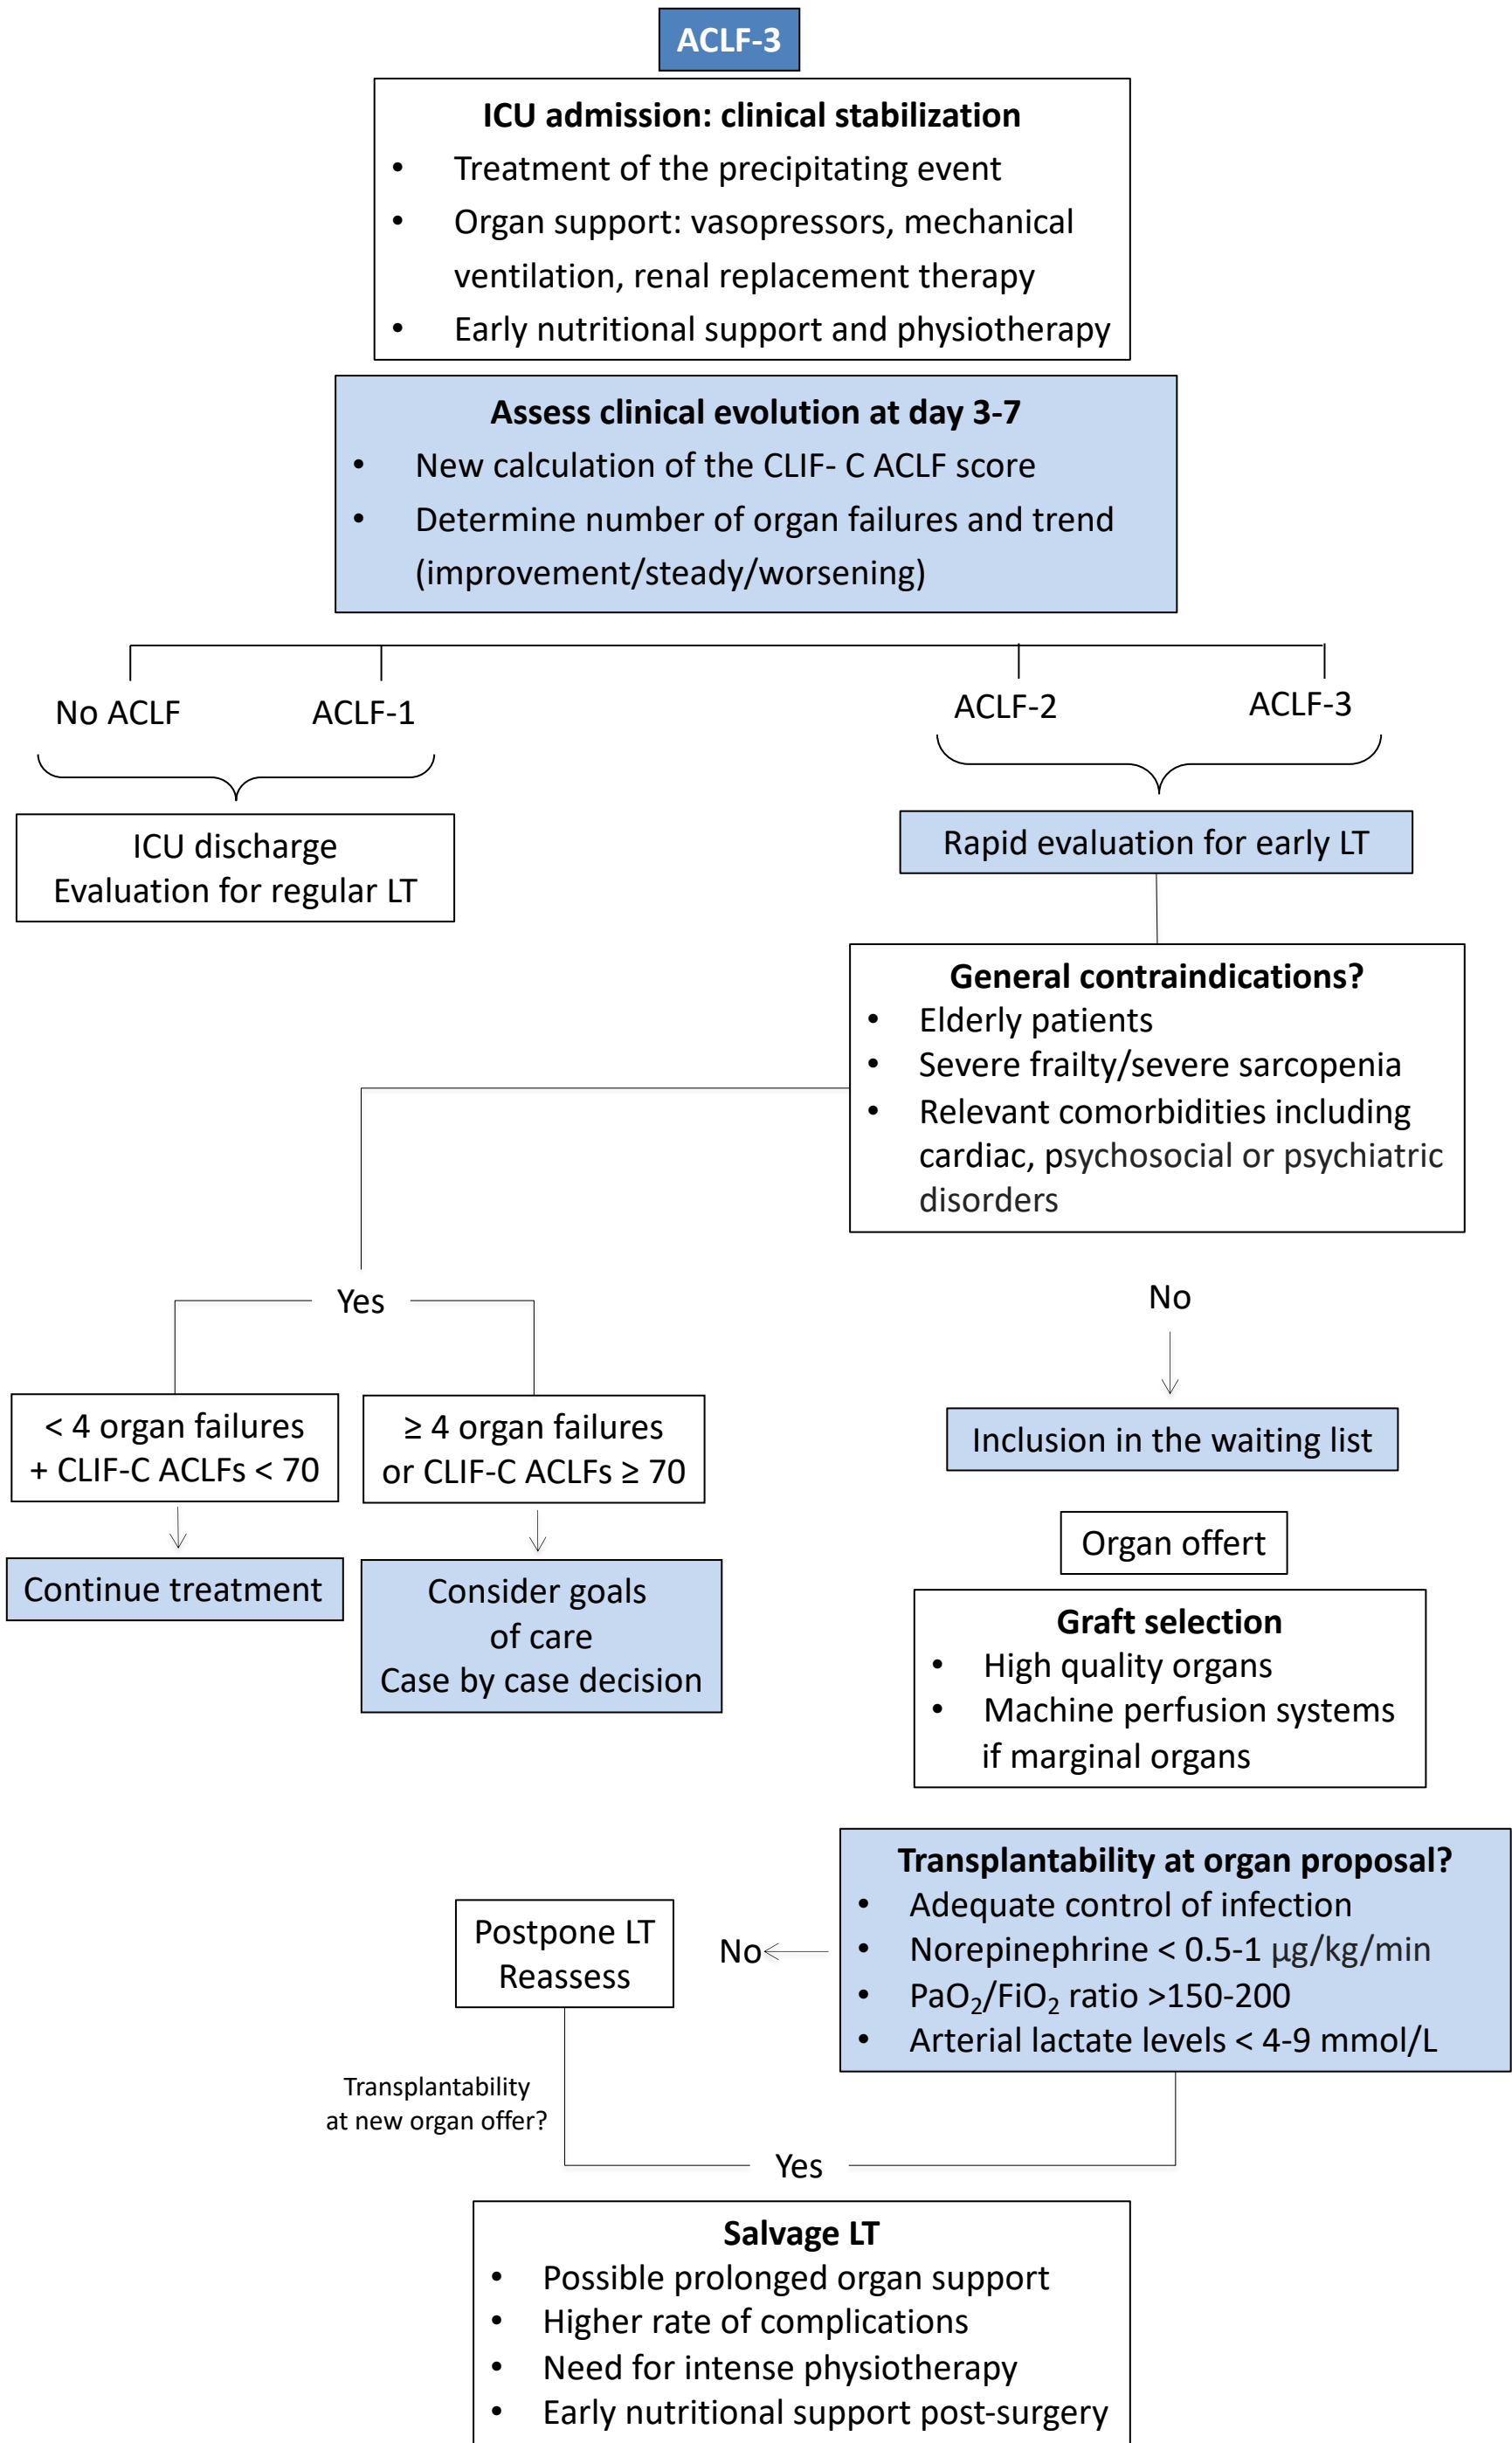 ACLF-3
ICU admission: clinical stabilization
• Treatment of the precipitating event
• Organ support: vasopressors, mechanical
ventilation, renal replacement therapy
• Early nutritional support and physiotherapy
Assess clinical evolution at day 3-7
• New calculation of the CLIF- C ACLF score
• Determine number of organ failures and trend
(improvement/steady/worsening)
No ACLF
ACLF-1
ACLF-2
ACLF-3
ICU discharge
Evaluation for regular LT
Rapid evaluation for early LT
General contraindications?
• Elderly patients
• Severe frailty/severe sarcopenia
• Relevant comorbidities including
cardiac, psychosocial or psychiatric
disorders
Yes
No
< 4 organ failures
+ CLIF-C ACLFs < 70
≥ 4 organ failures
or CLIF-C ACLFs ≥ 70
Continue treatment
Consider goals
of care
Case by case decision
Inclusion in the waiting list
Organ offert
Graft selection
• High quality organs
• Machine perfusion systems
if marginal organs
Transplantability at organ proposal?
• Adequate control of infection
• Norepinephrine < 0.5-1 µg/kg/min
• PaO₂/FiO₂ ratio >150-200
• Arterial lactate levels < 4-9 mmol/L
No
Postpone LT
Reassess
Transplantability
at new organ offer?
Yes
Salvage LT
• Possible prolonged organ support
• Higher rate of complications
• Need for intense physiotherapy
• Early nutritional support post-surgery